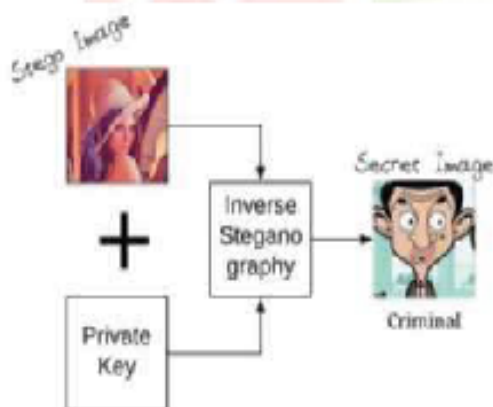 Stego Image
Secret Image
Inverse
Stegano
graphy
Criminal
Private
Key